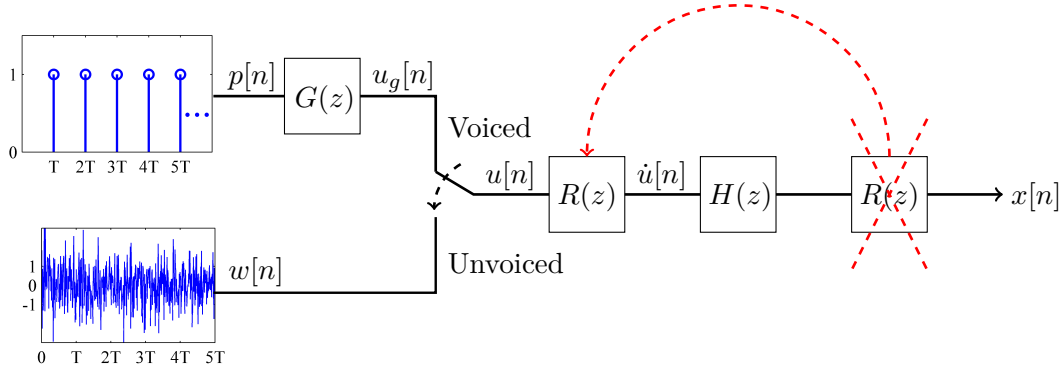 1
0
T 2T 3T 4T 5T
p[n]
G(z)
u_g[n]
Voiced
u[n]
R(z)
u̇[n]
H(z)
R(z)
x[n]
Unvoiced
w[n]
1
0
-1
0 T 2T 3T 4T 5T